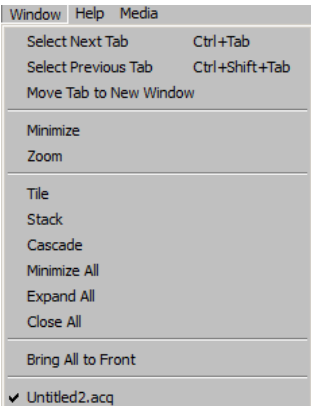 Window Help Media
Select Next Tab Ctrl+Tab
Select Previous Tab Ctrl+Shift+Tab
Move Tab to New Window
Minimize
Zoom
Tile
Stack
Cascade
Minimize All
Expand All
Close All
Bring All to Front
✔ Untitled2.acq